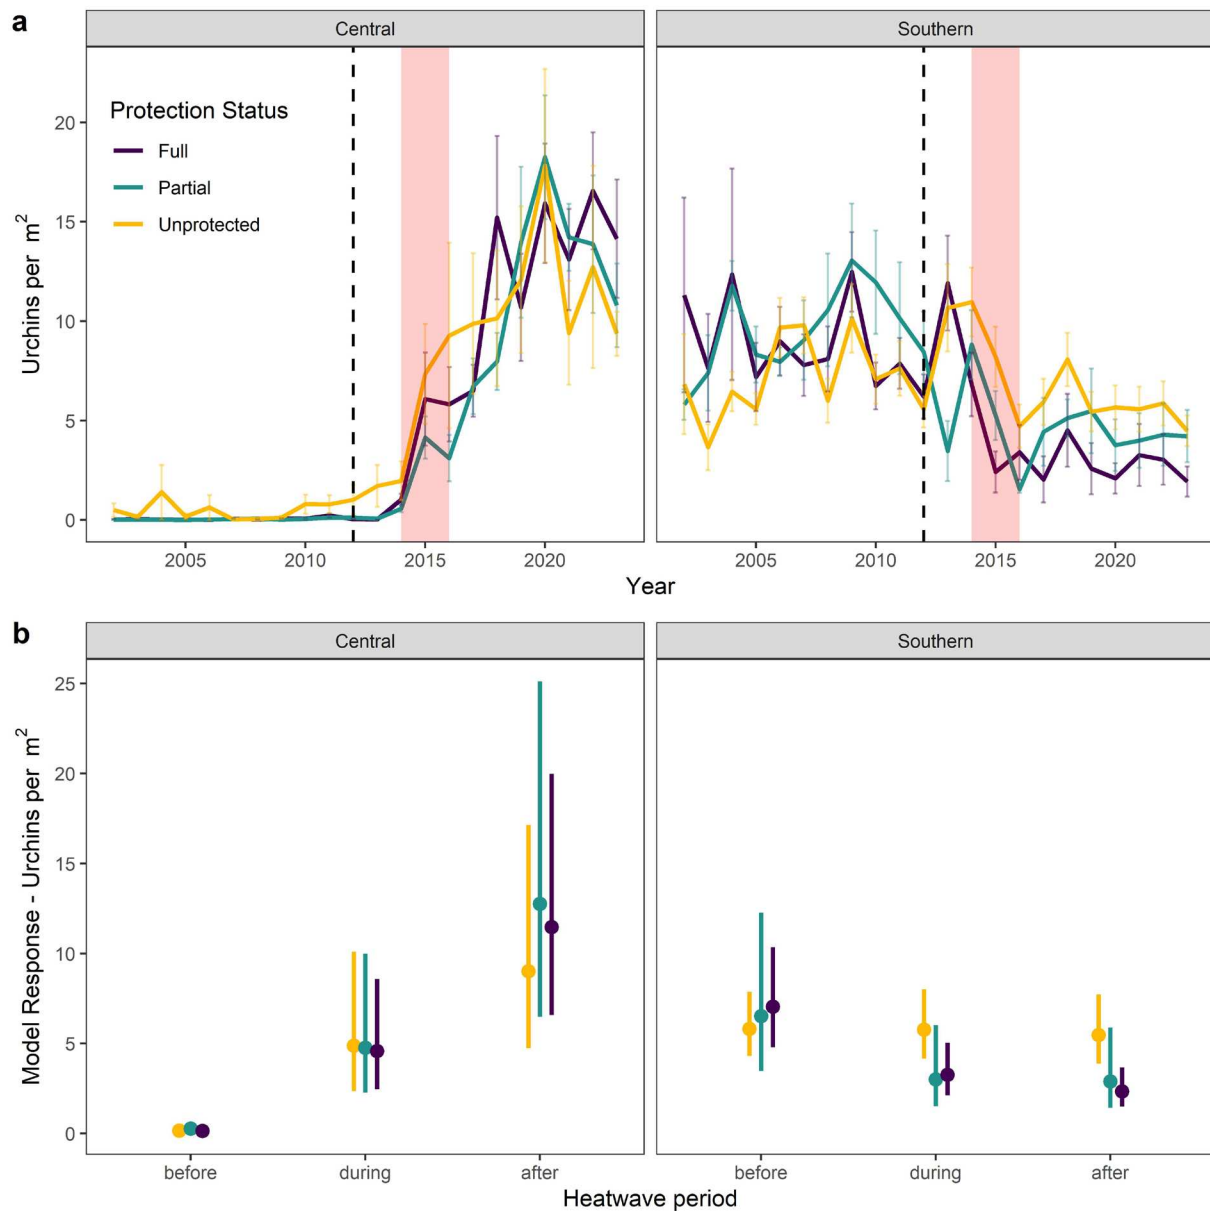 a
Central
Southern
Protection Status
Full
Partial
Unprotected
Urchins per m²
20
15
10
5
0
2005 2010 2015 2020
2005 2010 2015 2020
Year
b
Central
Southern
Model Response - Urchins per m²
25
20
15
10
5
0
before during after
before during after
Heatwave period